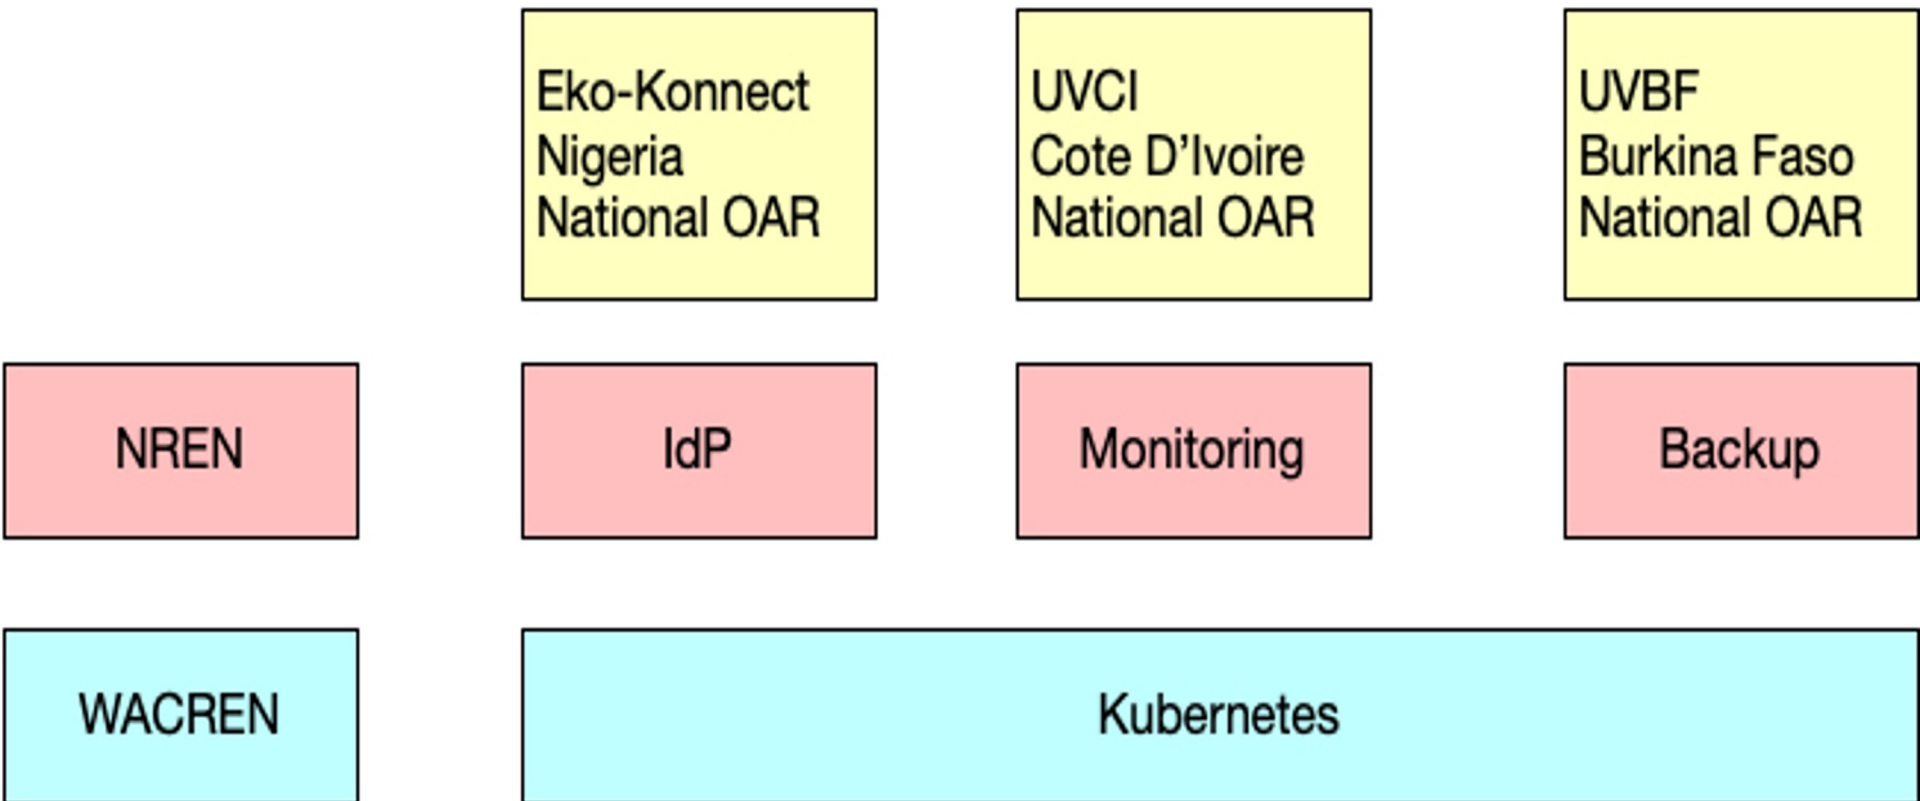 Eko-Konnect
Nigeria
National OAR
UVCI
Cote D’Ivoire
National OAR
UVBF
Burkina Faso
National OAR
NREN
IdP
Monitoring
Backup
WACREN
Kubernetes